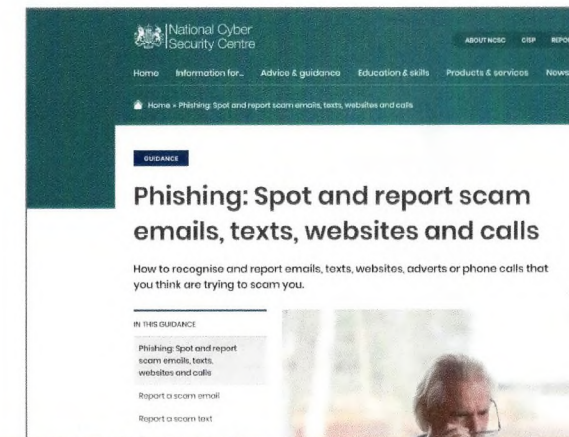 National Cyber
Security Centre
ABOUT NCSC CISP REPO
Home Information for... Advice & guidance Education & skills Products & services News
Home » Phishing: Spot and report scam emails, texts, websites and calls
GUIDANCE
Phishing: Spot and report scam
emails, texts, websites and calls
How to recognise and report emails, texts, websites, adverts or phone calls that
you think are trying to scam you.
IN THIS GUIDANCE
Phishing: Spot and report
scam emails, texts,
websites and calls
Report a scam email
Report a scam text